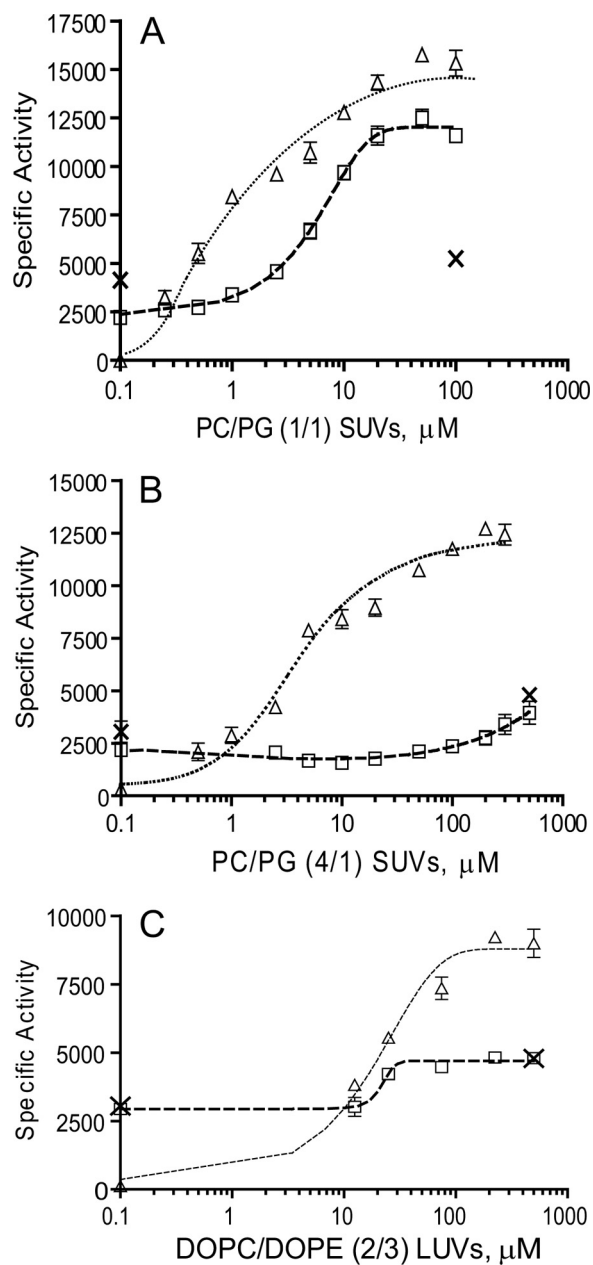 A
17500
15000
12500
10000
7500
5000
2500
0
Specific Activity
0.1 1 10 100 1000
PC/PG (1/1) SUVs, μM
B
15000
12500
10000
7500
5000
2500
0
Specific Activity
0.1 1 10 100 1000
PC/PG (4/1) SUVs, μM
C
10000
7500
5000
2500
0
Specific Activity
0.1 1 10 100 1000
DOPC/DOPE (2/3) LUVs, μM